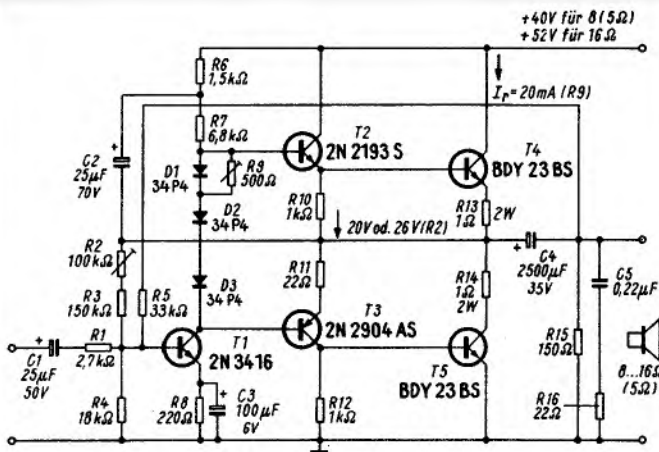 +40V für 8(5Ω)
+52V für 16Ω
R6
1,5kΩ
Ir=20mA(R9)
R7
6,8kΩ
T2
2N 2193 S
T4
BDY 23 BS
C2
25µF
70V
D1
34P4
R9
500Ω
D2
34P4
R10
1kΩ
R13
1Ω
2W
20V od. 26V(R2)
C4
2500µF
35V
R2
100kΩ
R3
150kΩ
R5
33kΩ
D3
34P4
R11
22Ω
R14
1Ω
2W
C5
0,22µF
T3
2N 2904 AS
C1
25µF
50V
R1
2,7kΩ
T1
2N 3416
T5
BDY 23 BS
R15
150Ω
8...16Ω
(5Ω)
R4
18kΩ
R8
220Ω
C3
100µF
6V
R12
1kΩ
R16
22Ω